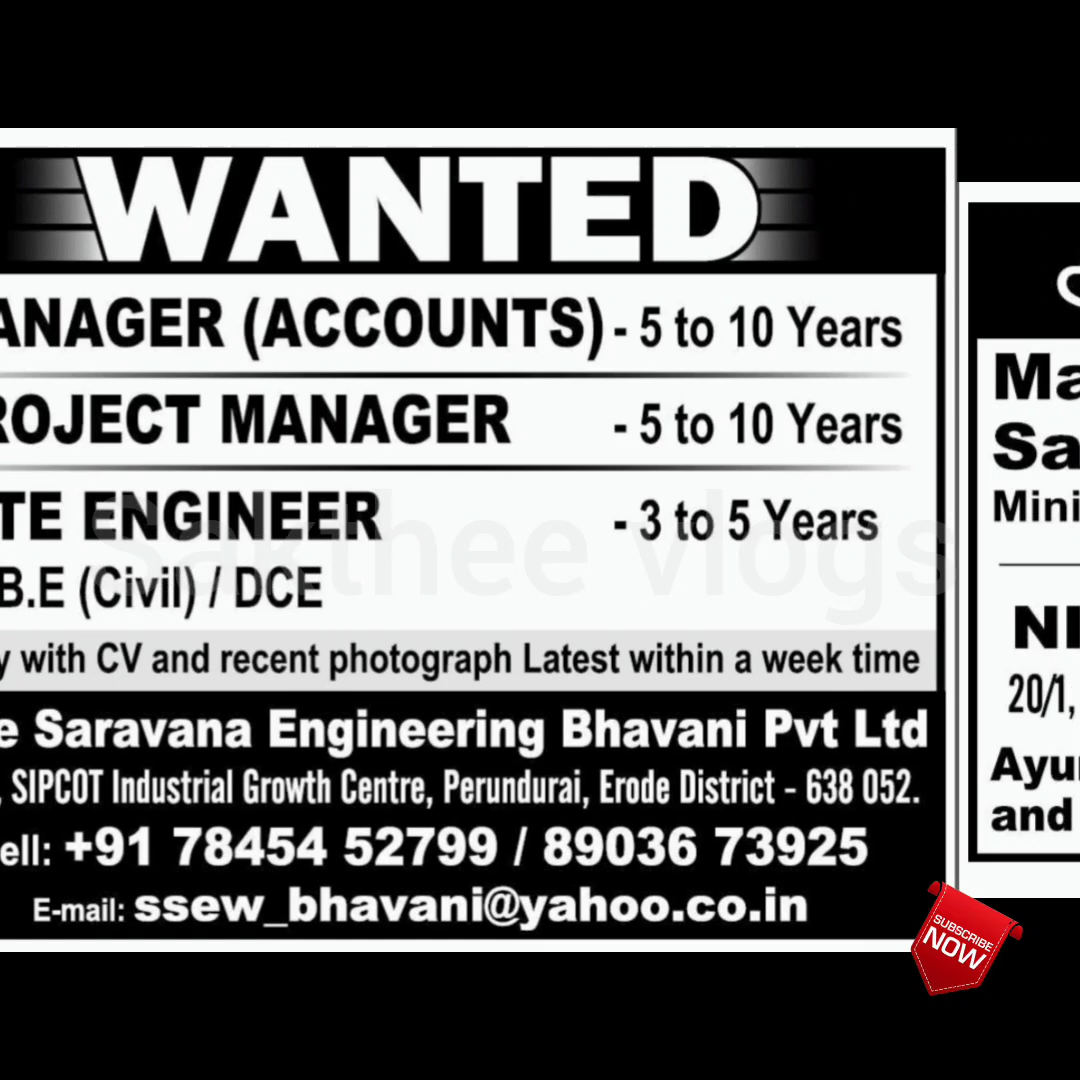 WANTED
ANAGER (ACCOUNTS) - 5 to 10 Years
ROJECT MANAGER - 5 to 10 Years
TE ENGINEER - 3 to 5 Years
B.E (Civil) / DCE
y with CV and recent photograph Latest within a week time
e Saravana Engineering Bhavani Pvt Ltd
, SIPCOT Industrial Growth Centre, Perundurai, Erode District - 638 052.
ell: +91 78454 52799 / 89036 73925
E-mail: ssew_bhavani@yahoo.co.in
Sakthee vlogs
Ma
Sa
Mini
20/1,
Ayu
and
SUBSCRIBE
NOW